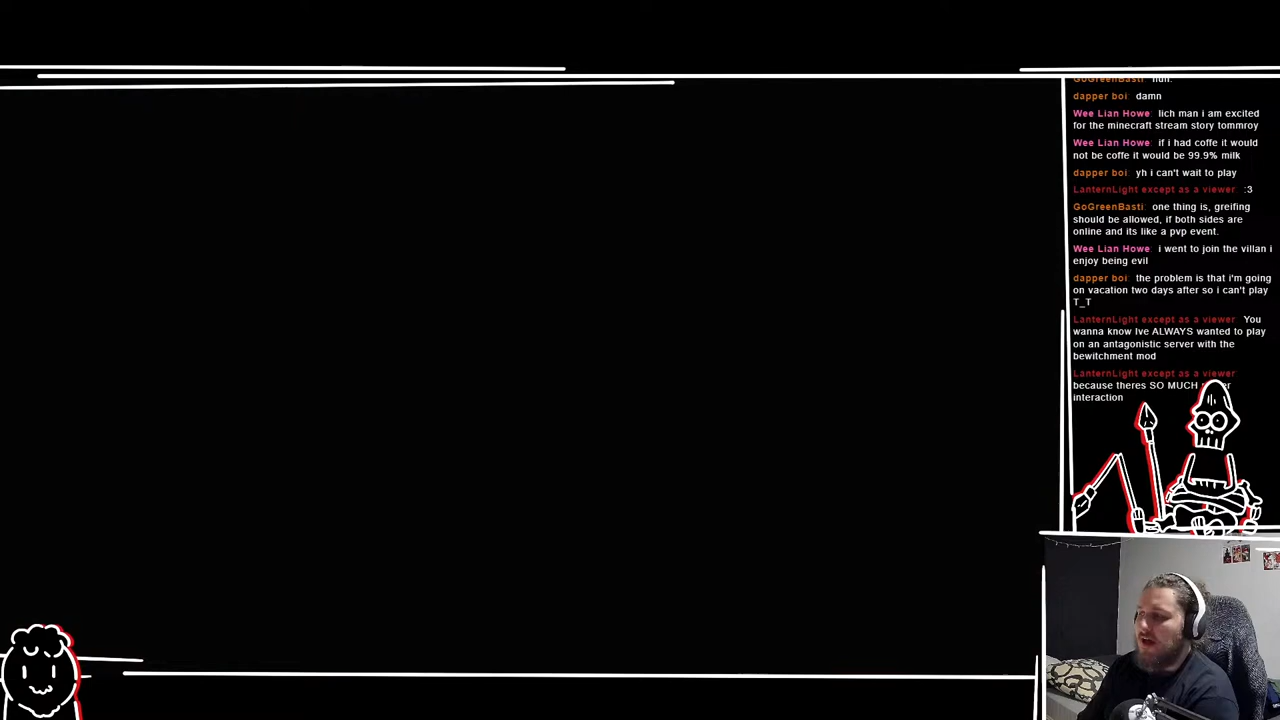 dapper boi: damn
Wee Lian Howe: lich man i am excited
for the minecraft stream story tommroy
Wee Lian Howe: if i had coffe it would
not be coffe it would be 99.9% milk
dapper boi: yh i can't wait to play
LanternLight except as a viewer: :3
GoGreenBasti: one thing is, greifing
should be allowed, if both sides are
online and its like a pvp event.
Wee Lian Howe: i went to join the villan i
enjoy being evil
dapper boi: the problem is that i'm going
on vacation two days after so i can't play
T_T
LanternLight except as a viewer: You
wanna know Ive ALWAYS wanted to play
on an antagonistic server with the
bewitchment mod
LanternLight except as a viewer:
because theres SO MUCH
interaction